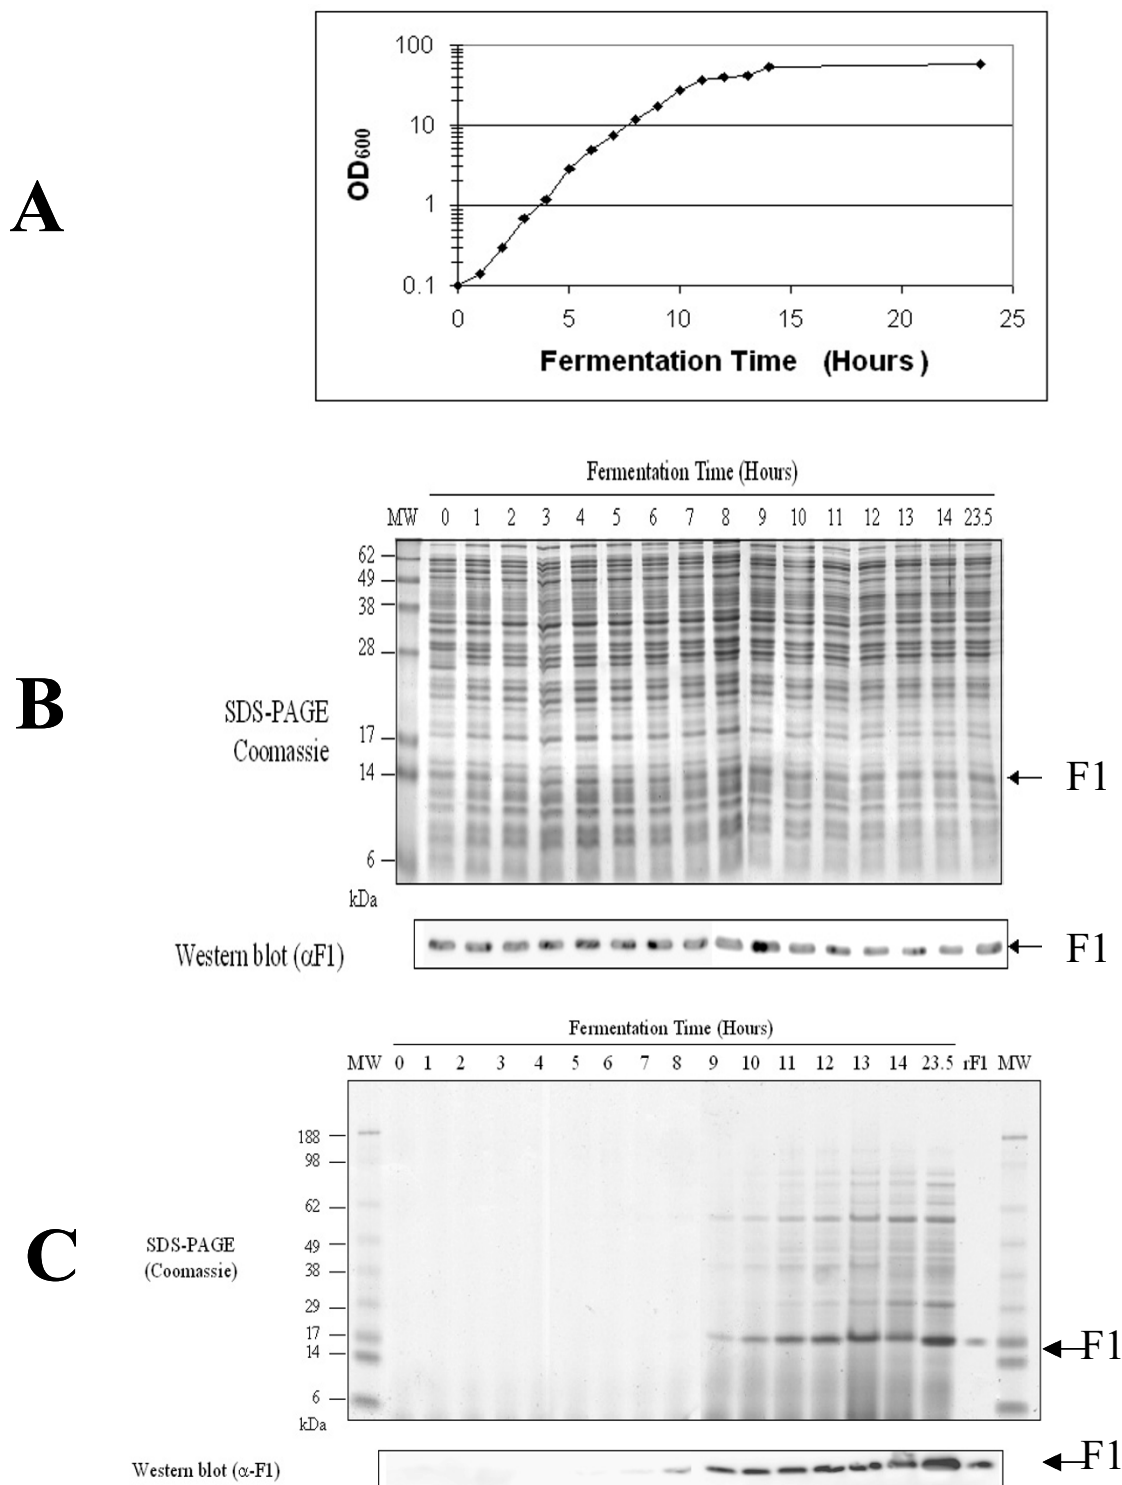 A
100
10
1
0.1
OD600
0 5 10 15 20 25
Fermentation Time (Hours)
B
Fermentation Time (Hours)
MW 0 1 2 3 4 5 6 7 8 9 10 11 12 13 14 23.5
62
49
38
28
17
14
6
kDa
SDS-PAGE
Coomassie
F1
Western blot (αF1)
F1
C
Fermentation Time (Hours)
MW 0 1 2 3 4 5 6 7 8 9 10 11 12 13 14 23.5 rF1 MW
188
98
62
49
38
29
17
14
6
kDa
SDS-PAGE
(Coomassie)
F1
Western blot (α-F1)
F1